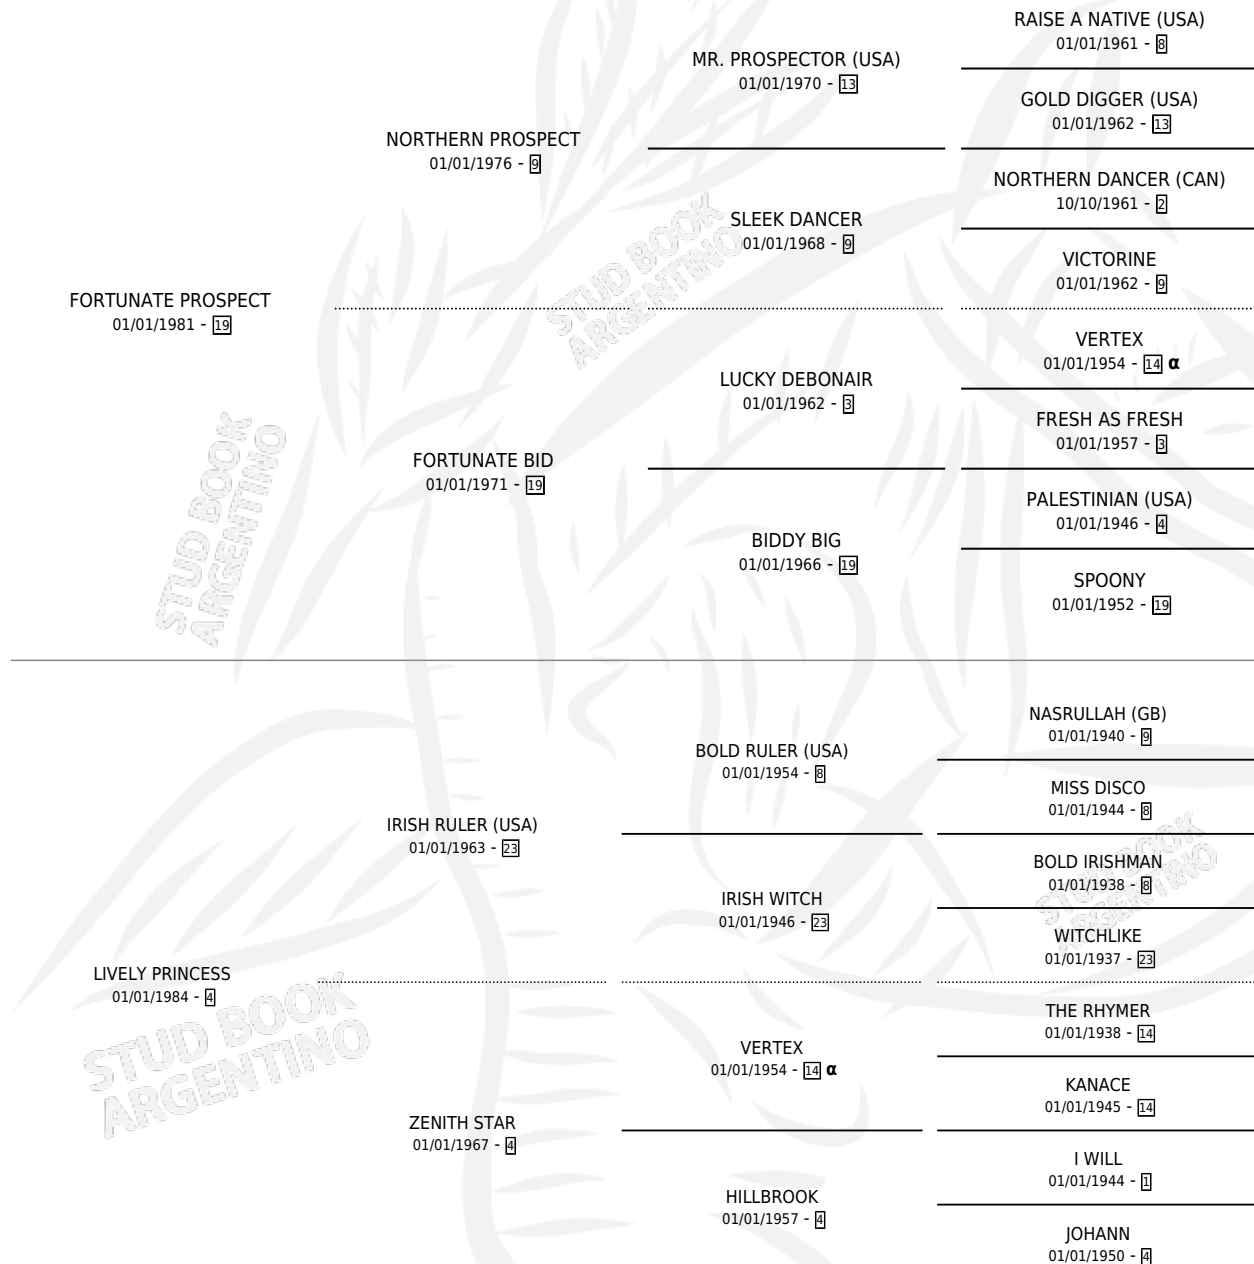 RAISE A NATIVE (USA)
01/01/1961 - 8
MR. PROSPECTOR (USA)
01/01/1970 - 13
GOLD DIGGER (USA)
01/01/1962 - 13
NORTHERN PROSPECT
01/01/1976 - 9
NORTHERN DANCER (CAN)
10/10/1961 - 2
SLEEK DANCER
01/01/1968 - 9
VICTORINE
01/01/1962 - 9
FORTUNATE PROSPECT
01/01/1981 - 19
VERTEX
01/01/1954 - 14 α
LUCKY DEBONAIR
01/01/1962 - 3
FRESH AS FRESH
01/01/1957 - 3
FORTUNATE BID
01/01/1971 - 19
PALESTINIAN (USA)
01/01/1946 - 4
BIDDY BIG
01/01/1966 - 19
SPOONY
01/01/1952 - 19
NASRULLAH (GB)
01/01/1940 - 9
BOLD RULER (USA)
01/01/1954 - 8
MISS DISCO
01/01/1944 - 8
IRISH RULER (USA)
01/01/1963 - 23
BOLD IRISHMAN
01/01/1938 - 8
IRISH WITCH
01/01/1946 - 23
WITCHLIKE
01/01/1937 - 23
LIVELY PRINCESS
01/01/1984 - 4
THE RHYMER
01/01/1938 - 14
VERTEX
01/01/1954 - 14 α
KANACE
01/01/1945 - 14
ZENITH STAR
01/01/1967 - 4
I WILL
01/01/1944 - 1
HILLBROOK
01/01/1957 - 4
JOHANN
01/01/1950 - 4
STUD BOOK
ARGENTINO
STUD BOOK
ARGENTINO
STUD BOOK
ARGENTINO
STUD BOOK
ARGENTINO